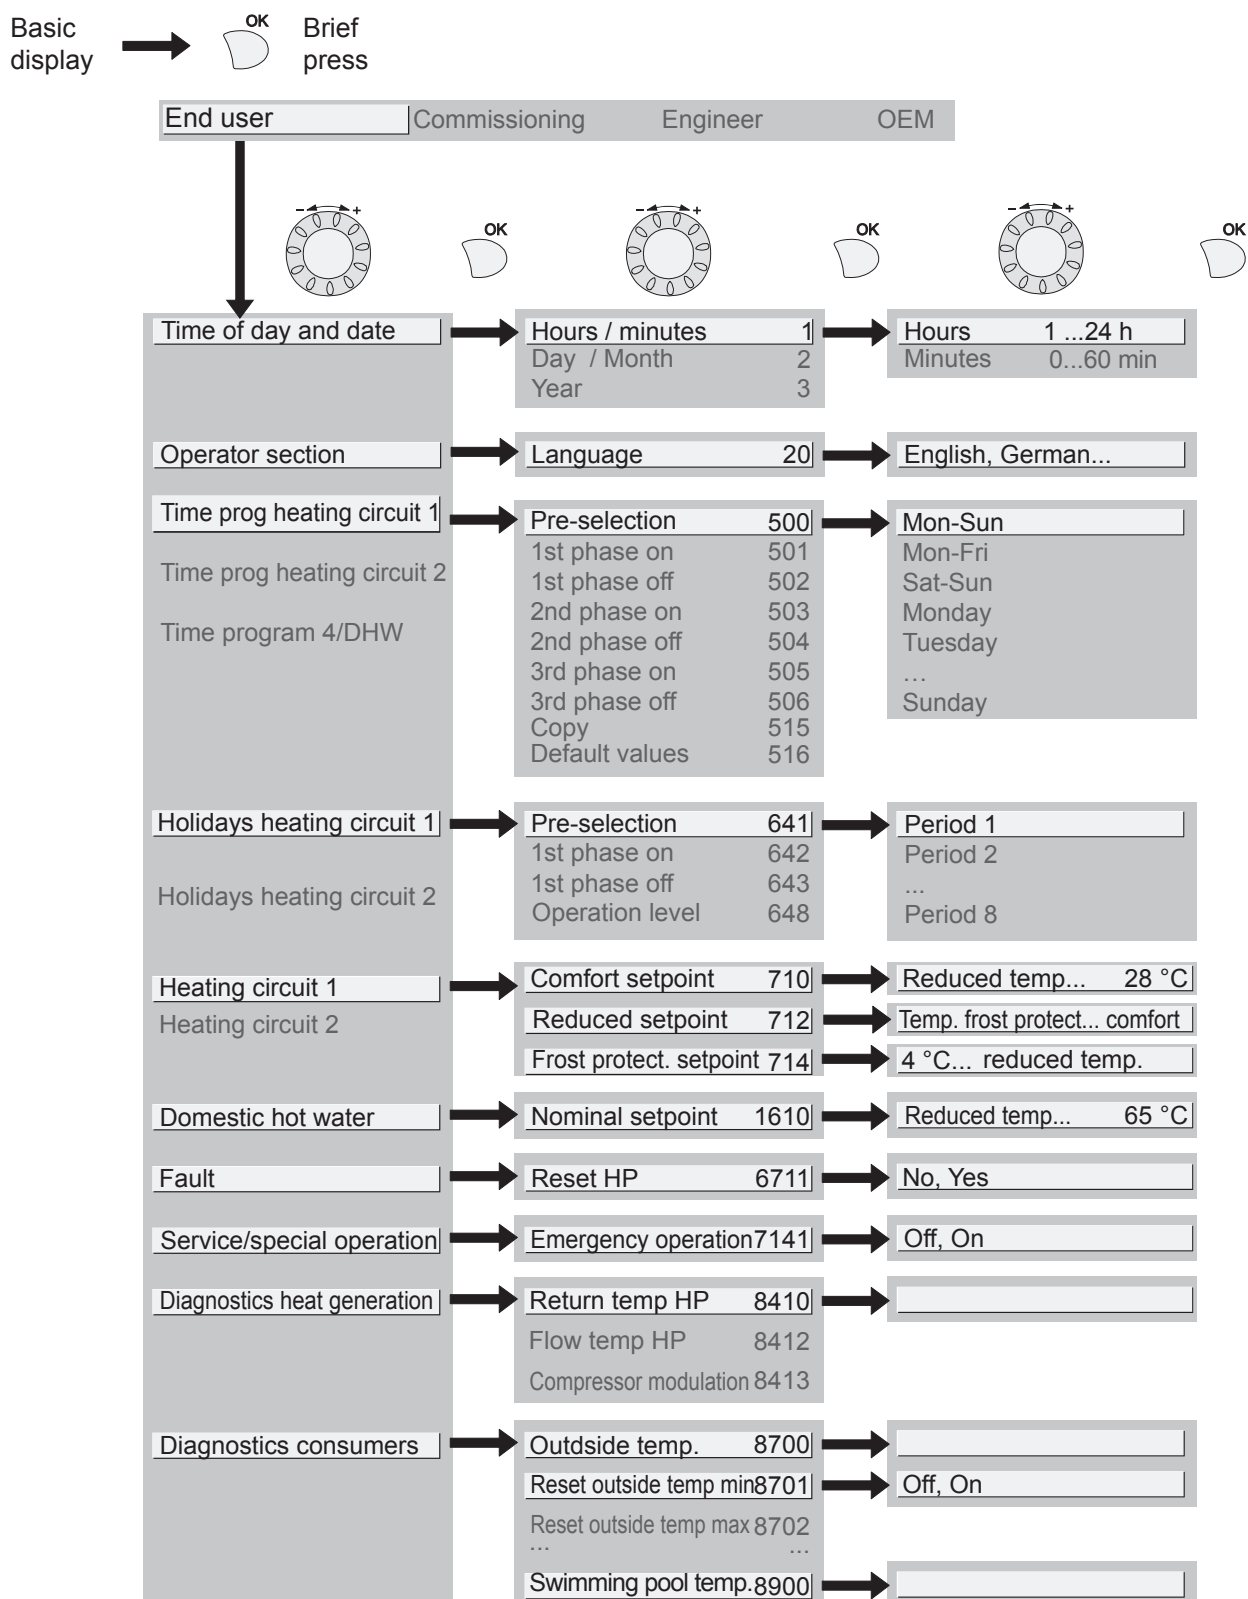 Basic display
OK
Brief press
End user Commissioning Engineer OEM
- + OK - + OK - + OK
Time of day and date Hours / minutes 1 Hours 1 ...24 h
Day / Month 2 Minutes 0...60 min
Year 3
Operator section Language 20 English, German...
Time prog heating circuit 1 Pre-selection 500 Mon-Sun
1st phase on 501 Mon-Fri
Time prog heating circuit 2 1st phase off 502 Sat-Sun
2nd phase on 503 Monday
Time program 4/DHW 2nd phase off 504 Tuesday
3rd phase on 505 ...
3rd phase off 506 Sunday
Copy 515
Default values 516
Holidays heating circuit 1 Pre-selection 641 Period 1
1st phase on 642 Period 2
Holidays heating circuit 2 1st phase off 643 ...
Operation level 648 Period 8
Heating circuit 1 Comfort setpoint 710 Reduced temp... 28 °C
Heating circuit 2 Reduced setpoint 712 Temp. frost protect... comfort
Frost protect. setpoint 714 4 °C... reduced temp.
Domestic hot water Nominal setpoint 1610 Reduced temp... 65 °C
Fault Reset HP 6711 No, Yes
Service/special operation Emergency operation 7141 Off, On
Diagnostics heat generation Return temp HP 8410
Flow temp HP 8412
Compressor modulation 8413
Diagnostics consumers Outdside temp. 8700
Reset outside temp min 8701 Off, On
Reset outside temp max 8702
... ...
Swimming pool temp. 8900